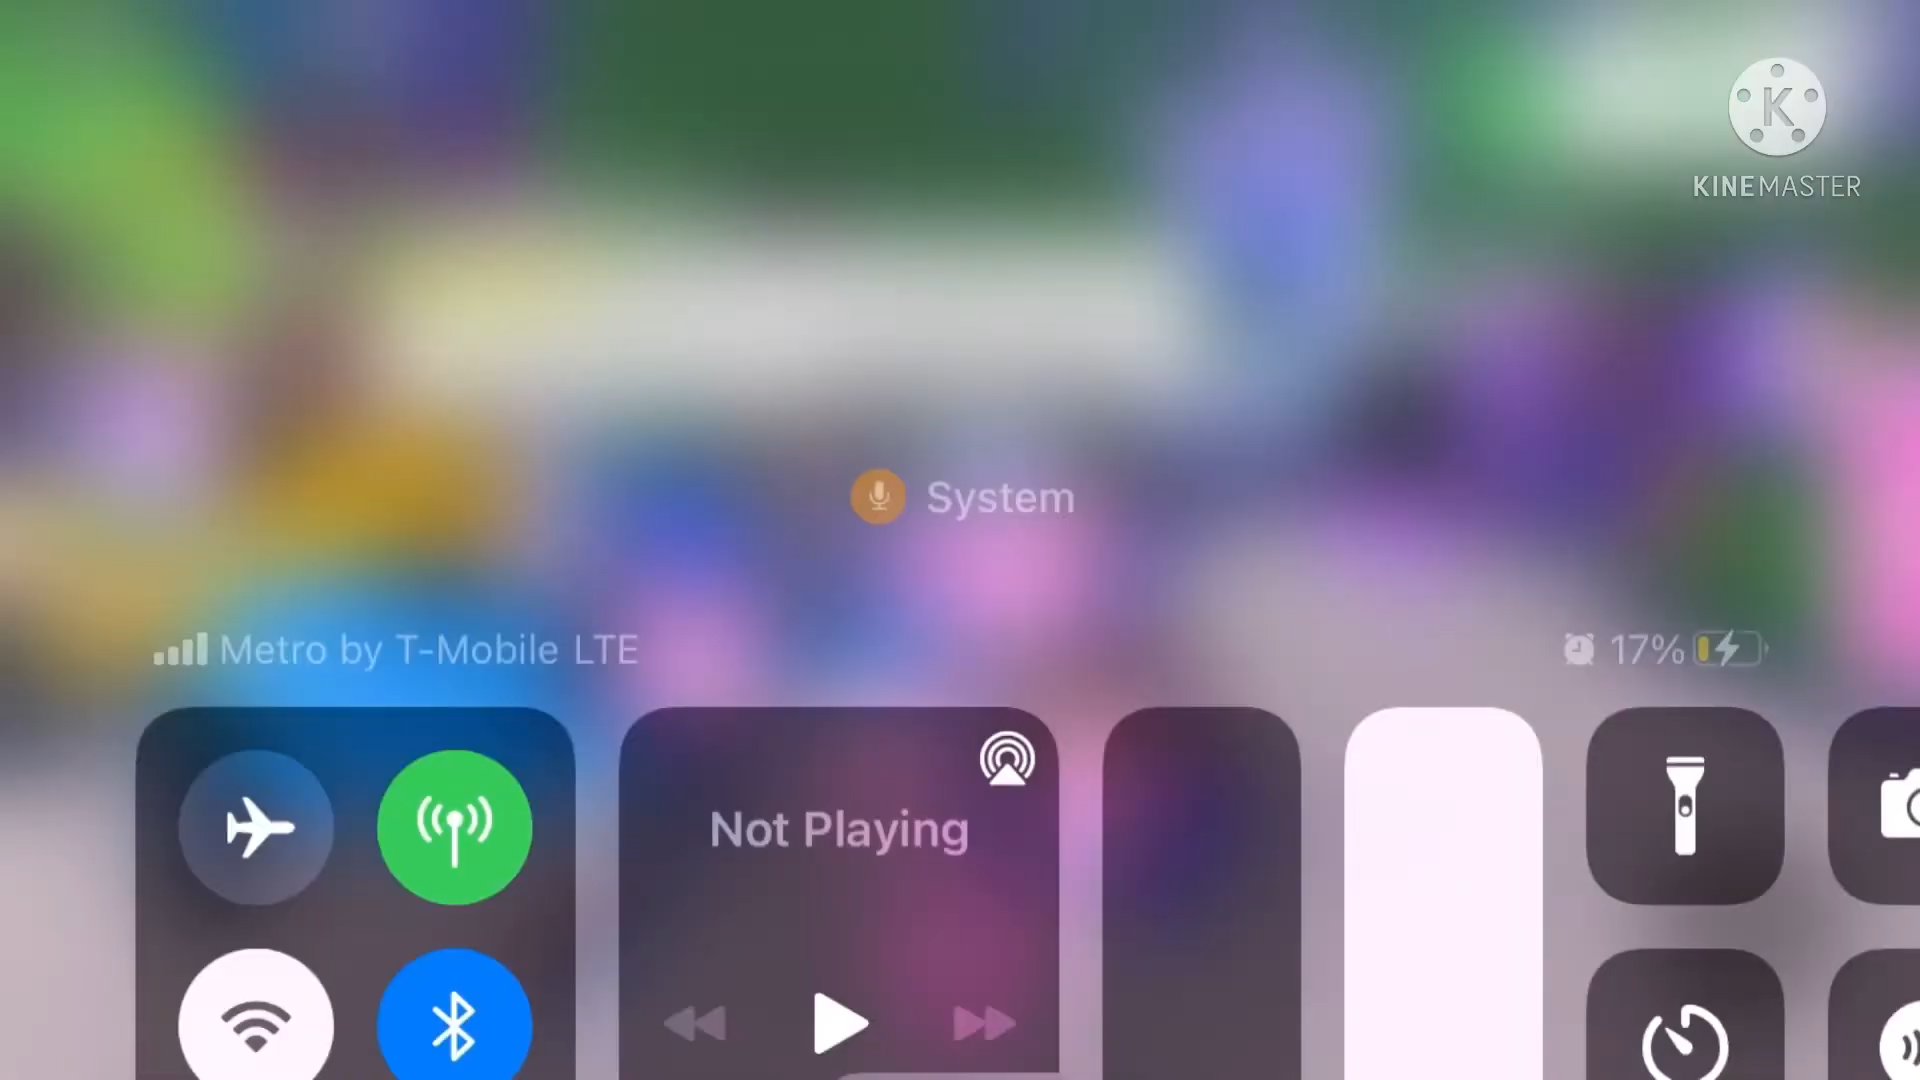 K
KINEMASTER
System
Metro by T-Mobile LTE
17%
Not Playing